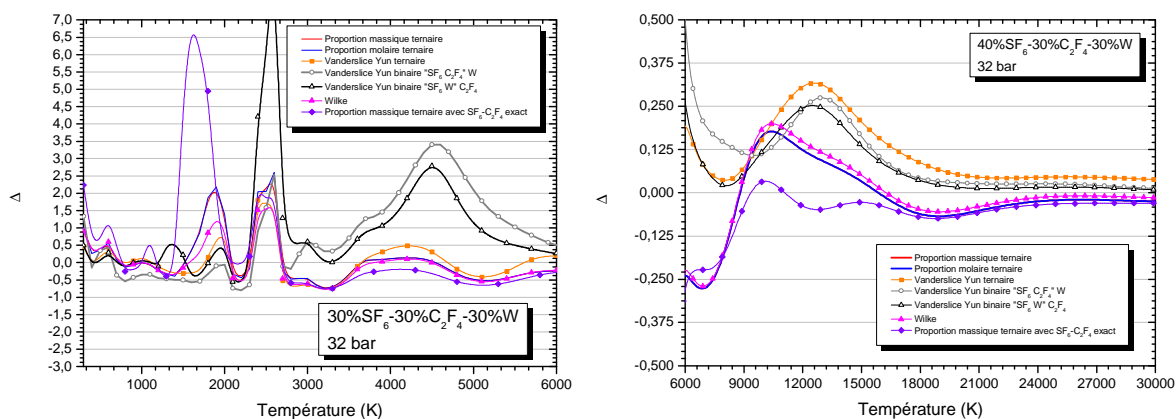 7,0
6,5
6,0
5,5
5,0
4,5
4,0
3,5
3,0
2,5
2,0
1,5
1,0
0,5
0,0
-0,5
-1,0
-1,5
-2,0
-2,5
-3,0
Δ
1000 2000 3000 4000 5000 6000
Température (K)
Proportion massique ternaire
Proportion molaire ternaire
Vanderslice Yun ternaire
Vanderslice Yun binaire "SF6 C2F4" W
Vanderslice Yun binaire "SF6 W" C2F4
Wilke
Proportion massique ternaire avec SF6-C2F4 exact
30%SF6-30%C2F4-30%W
32 bar
0,500
0,375
0,250
0,125
0,000
-0,125
-0,250
-0,375
-0,500
Δ
6000 9000 12000 15000 18000 21000 24000 27000 30000
Température (K)
40%SF6-30%C2F4-30%W
32 bar
Proportion massique ternaire
Proportion molaire ternaire
Vanderslice Yun ternaire
Vanderslice Yun binaire "SF6 C2F4" W
Vanderslice Yun binaire "SF6 W" C2F4
Wilke
Proportion massique ternaire avec SF6-C2F4 exact